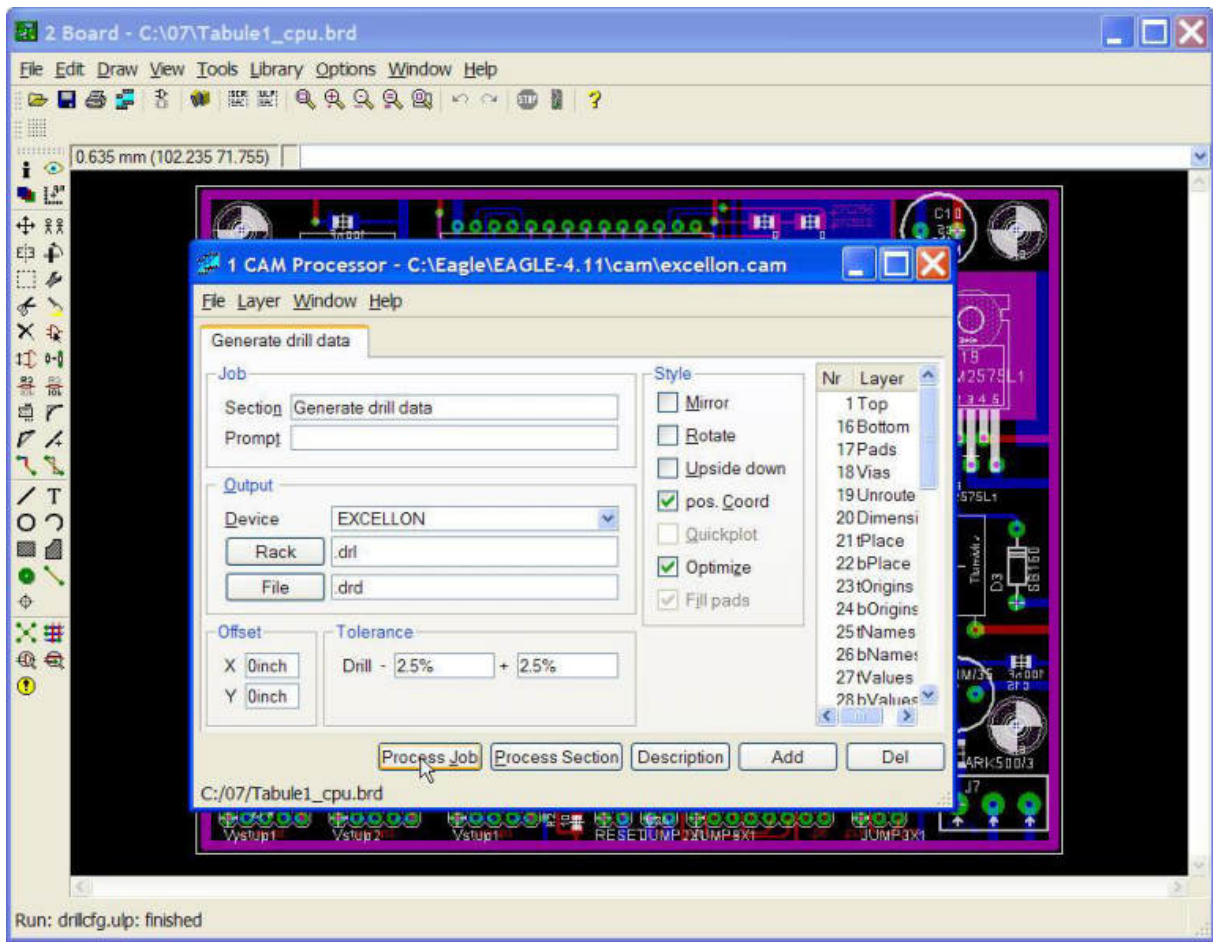 2 Board - C:\07\Tabule1_cpu.brd
File Edit Draw View Tools Library Options Window Help
0.635 mm (102.235 71.755)
1 CAM Processor - C:\Eagle\EAGLE-4.11\cam\excellon.cam
File Layer Window Help
Generate drill data
Job
Section Generate drill data
Prompt
Output
Device EXCELLON
Rack .drl
File .drd
Offset
X 0inch
Y 0inch
Tolerance
Drill - 2.5% + 2.5%
Style
Mirror
Rotate
Upside down
pos. Coord
Quickplot
Optimize
Fill pads
Nr Layer
1 Top
16 Bottom
17 Pads
18 Vias
19 Unroute
20 Dimensi
21 tPlace
22 bPlace
23 tOrigins
24 bOrigins
25 tNames
26 bNames
27 tValues
28 bValues
Process Job Process Section Description Add Del
C:/07/Tabule1_cpu.brd
C10
D3
SB160
ARK500/3
J7
Vystup1 Vstup2 Vstup1 RESET JUMP3X1
Run: drillcfg.ulp: finished